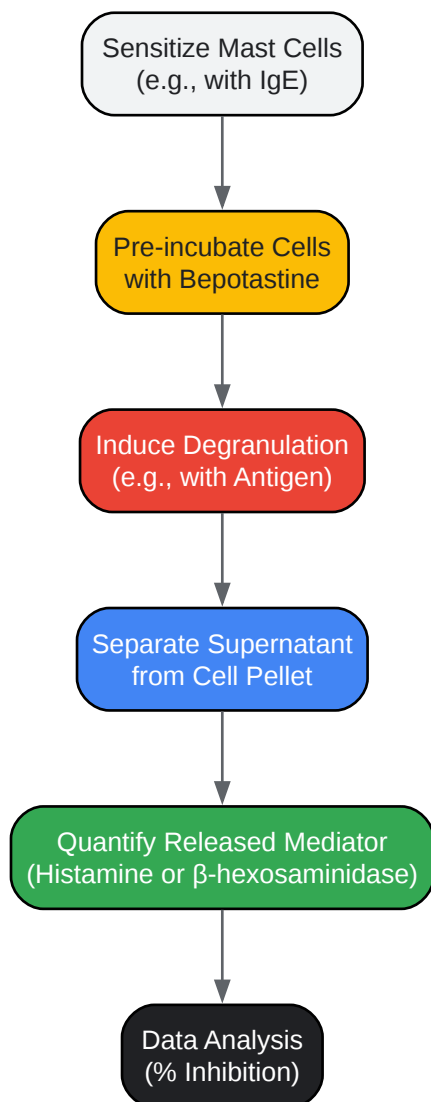 Sensitize Mast Cells
(e.g., with IgE)
Pre-incubate Cells
with Bepotastine
Induce Degranulation
(e.g., with Antigen)
Separate Supernatant
from Cell Pellet
Quantify Released Mediator
(Histamine or β-hexosaminidase)
Data Analysis
(% Inhibition)